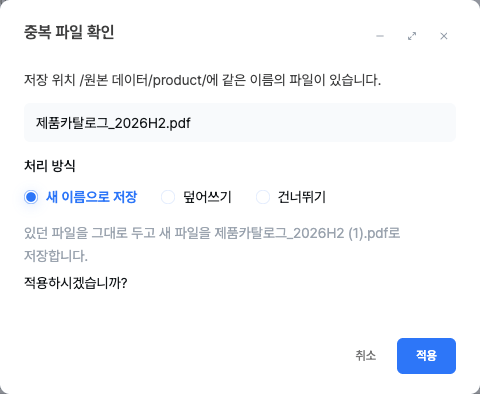 중복 파일 확인
저장 위치 /원본 데이터/product/에 같은 이름의 파일이 있습니다.
제품카탈로그_2026H2.pdf
처리 방식
새 이름으로 저장 덮어쓰기 건너뛰기
있던 파일을 그대로 두고 새 파일을 제품카탈로그_2026H2 (1).pdf로
저장합니다.
적용하시겠습니까?
취소 적용